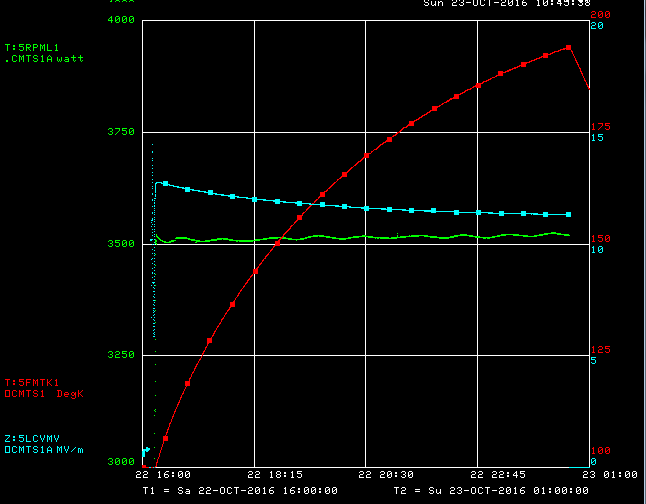 Sun 23-OCT-2016 10:45:38
4000
200
20
T:5RPML1
.CMTS1A watt
3750
175
15
3500
150
10
3250
125
5
T:5FMTK1
CMTS1 DegK
Z:5LCVMV
CMTS1A MV/m
3000
100
0
22 16:00 22 18:15 22 20:30 22 22:45 23 01:00
T1 = Sa 22-OCT-2016 16:00:00 T2 = Su 23-OCT-2016 01:00:00